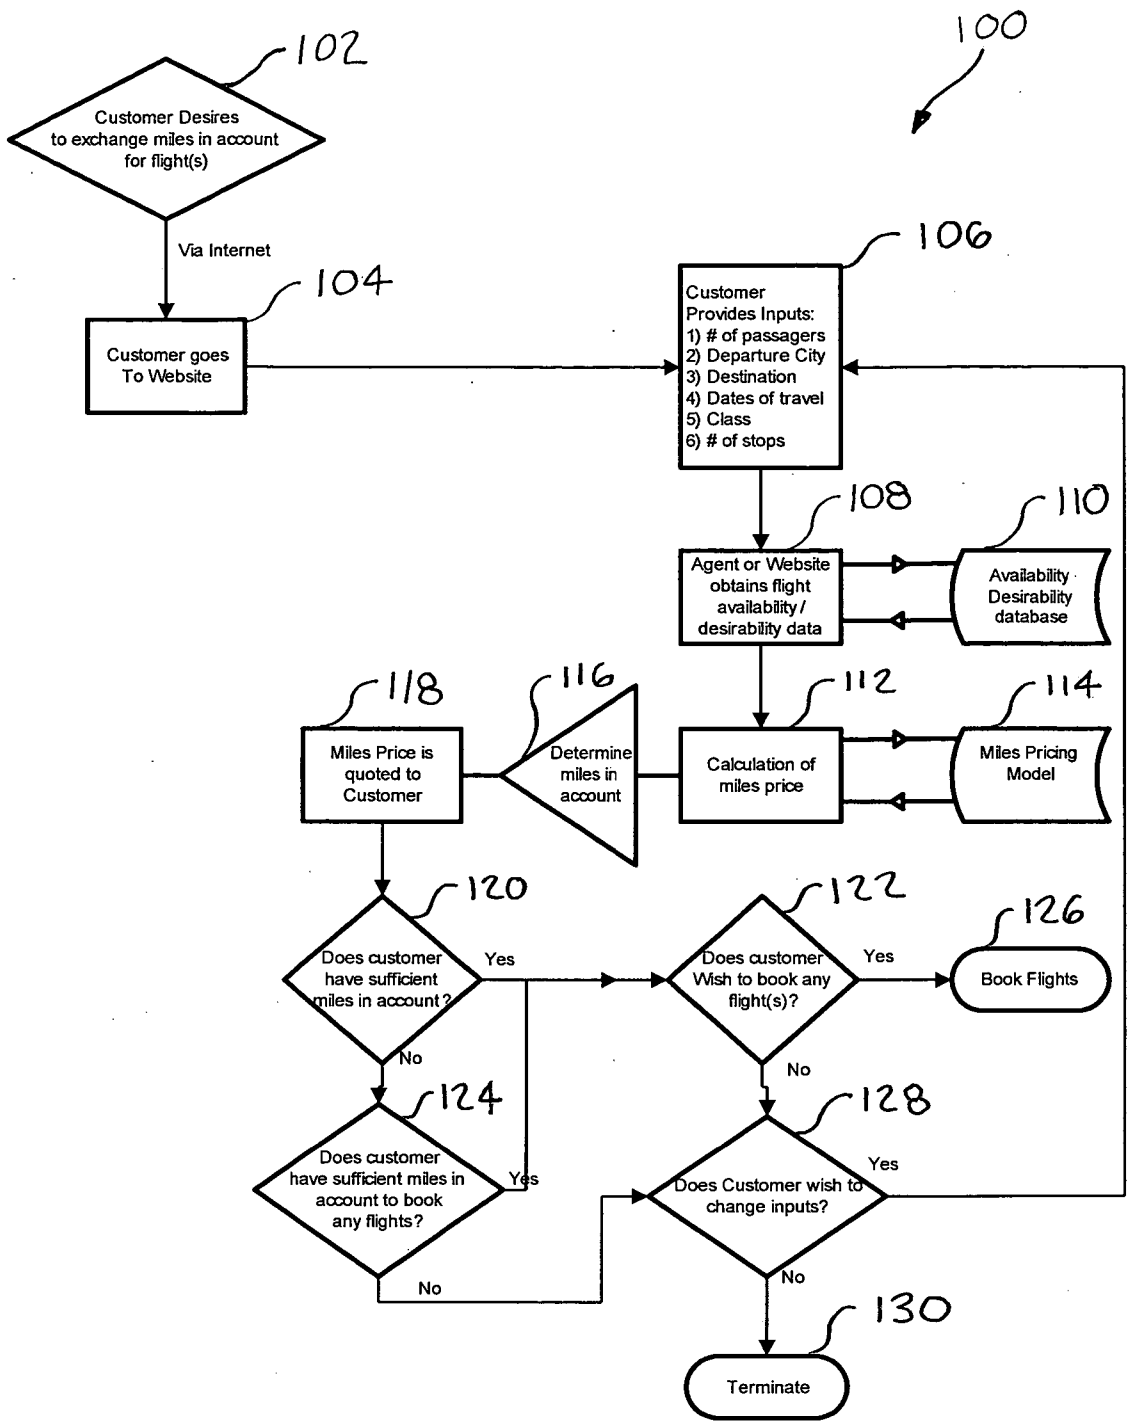 100
102
Customer Desires
to exchange miles in account
for flight(s)
Via Internet
104
Customer goes
To Website
106
Customer
Provides Inputs:
1) # of passagers
2) Departure City
3) Destination
4) Dates of travel
5) Class
6) # of stops
108
Agent or Website
obtains flight
availability /
desirability data
110
Availability
Desirability
database
112
Calculation of
miles price
114
Miles Pricing
Model
116
Determine
miles in
account
118
Miles Price is
quoted to
Customer
120
Does customer
have sufficient
miles in account?
Yes
No
122
Does customer
Wish to book any
flight(s)?
Yes
No
126
Book Flights
124
Does customer
have sufficient miles in
account to book
any flights?
Yes
No
128
Does Customer wish to
change inputs?
Yes
No
130
Terminate